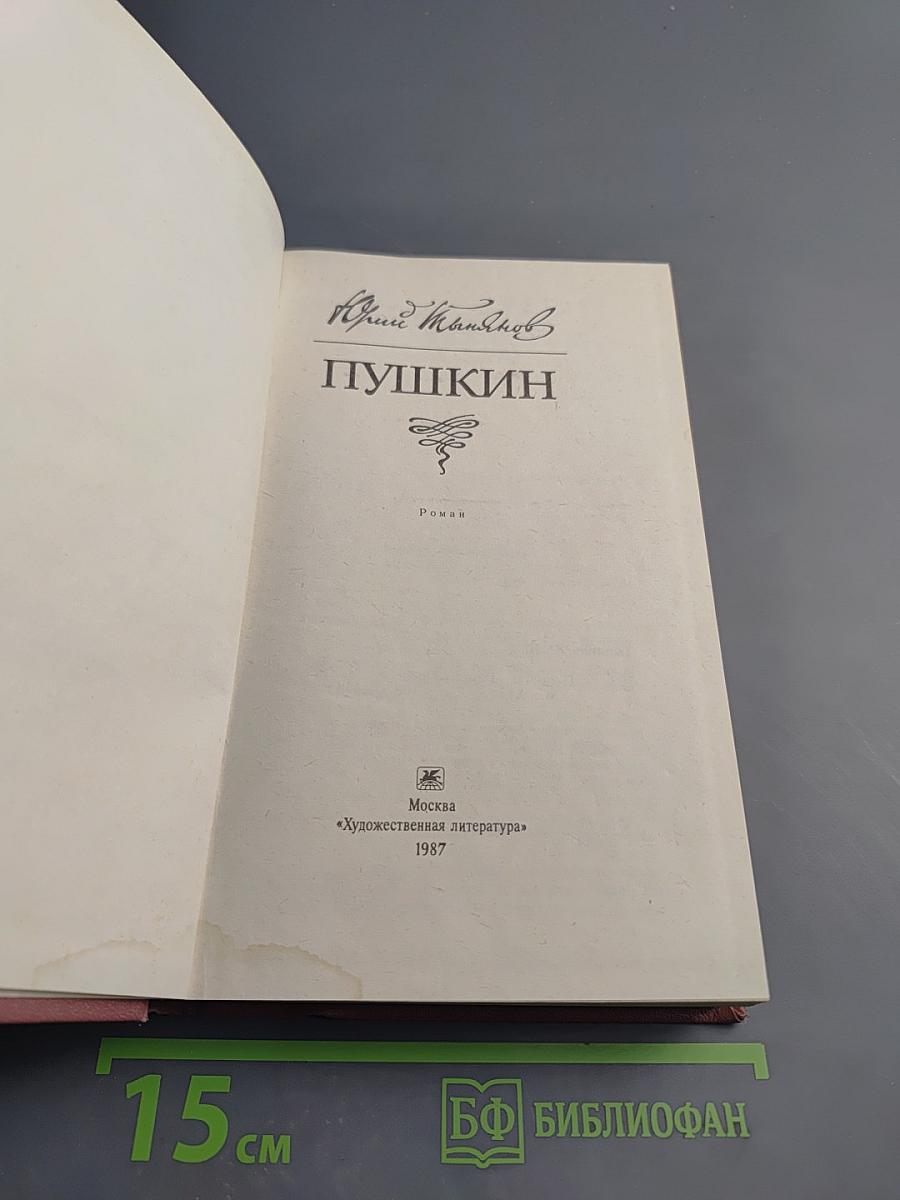 Юрий Тынянов
ПУШКИН
Роман
Москва
«Художественная литература»
1987
15 см
БФ БИБЛИОФАН